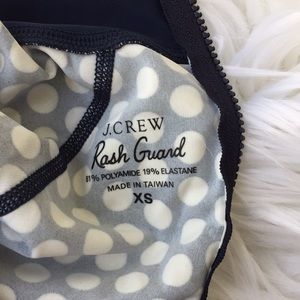 J.CREW
Rash Guard
81% POLYAMIDE 19% ELASTANE
MADE IN TAIWAN
XS